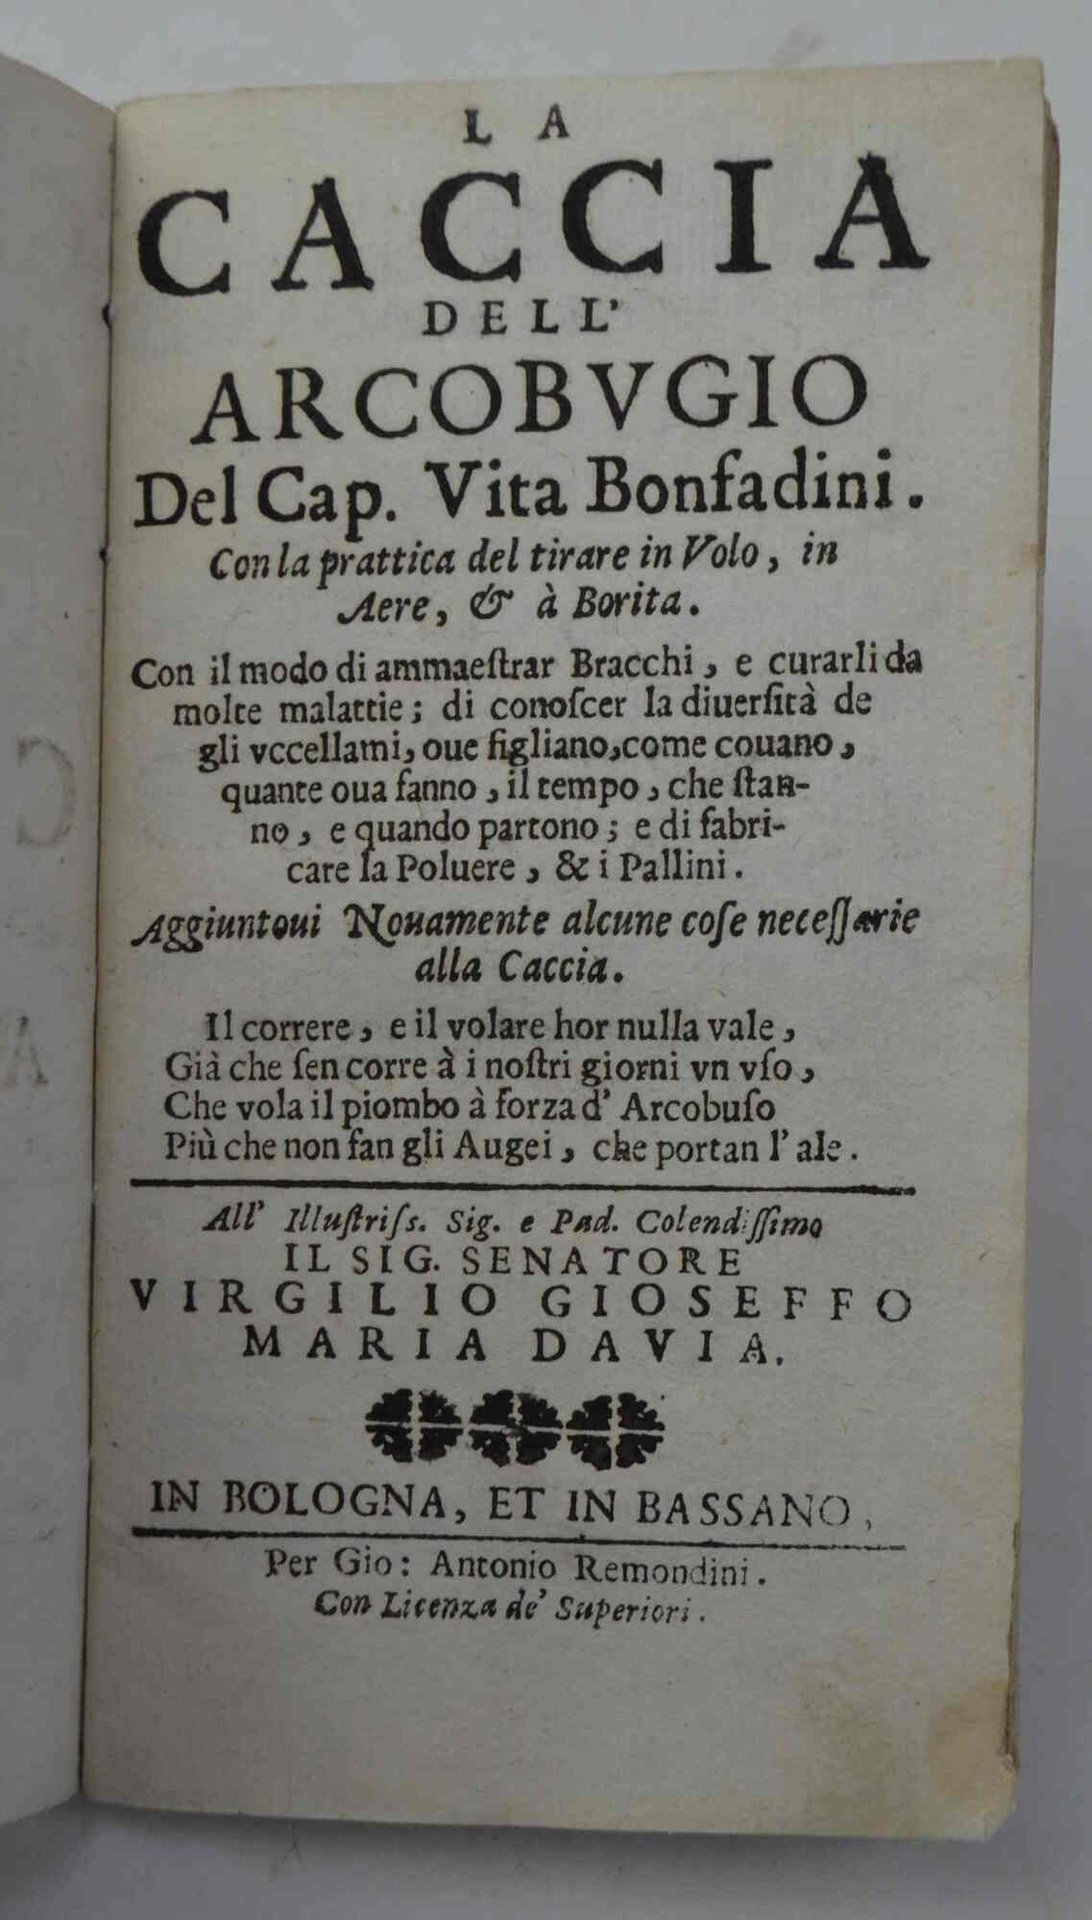 LA
CACCIA
DELL'
ARCOBVGIO
Del Cap. Vita Bonfadini.
Con la prattica del tirare in Volo, in
Aere, & à Borita.
Con il modo di ammaeſtrar Bracchi, e curarli da
molte malattie; di conoſcer la diuerſità de
gli vccellami, oue figliano, come couano,
quante oua fanno, il tempo, che ſtan-
no, e quando partono; e di fabri-
care la Poluere, & i Pallini.
Aggiuntoui Nouamente alcune coſe neceſſarie
alla Caccia.
Il correre, e il volare hor nulla vale,
Già che ſen corre à i noſtri giorni vn vſo,
Che vola il piombo à forza d' Arcobuſo
Più che non fan gli Augei, che portan l' ale.
All' Illuſtriſs. Sig. e Pad. Colendiſſimo
IL SIG. SENATORE
VIRGILIO GIOSEFFO
MARIA DAVIA.
IN BOLOGNA, ET IN BASSANO,
Per Gio: Antonio Remondini.
Con Licenza de' Superiori.